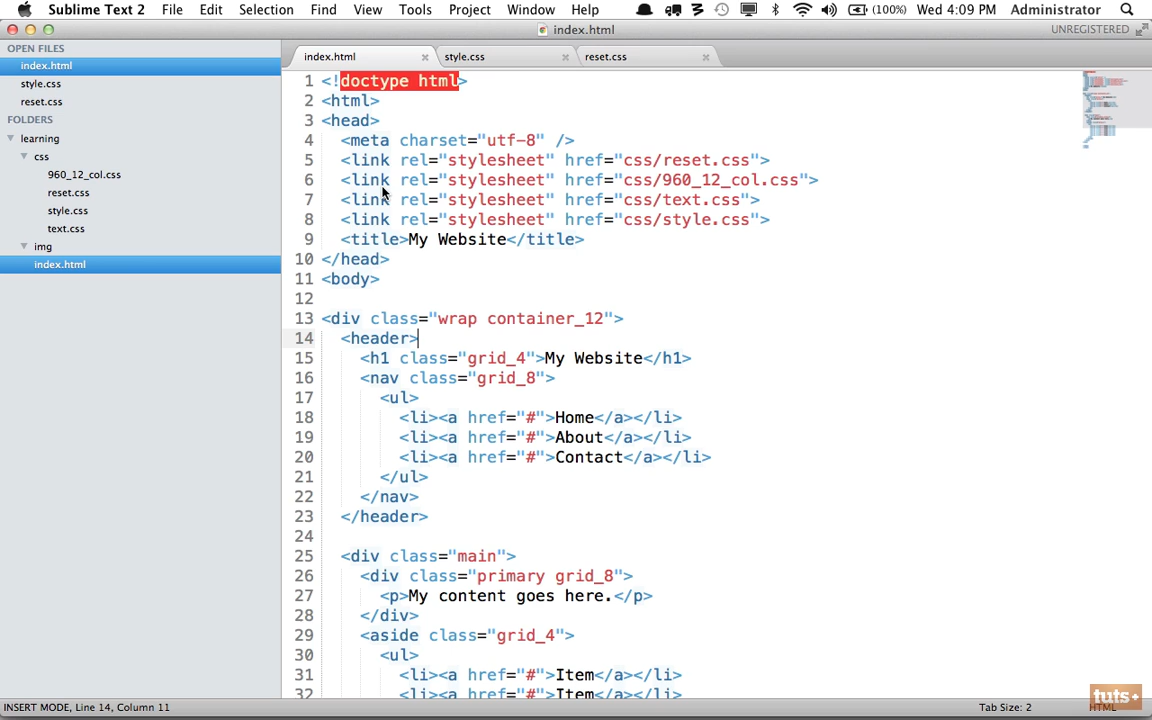 Sublime Text 2 File Edit Selection Find View Tools Project Window Help (100%) Wed 4:09 PM Administrator
index.html UNREGISTERED
OPEN FILES
index.html
style.css
reset.css
FOLDERS
learning
css
960_12_col.css
reset.css
style.css
text.css
img
index.html
index.html style.css reset.css
1 <!doctype html>
2 <html>
3 <head>
4 <meta charset="utf-8" />
5 <link rel="stylesheet" href="css/reset.css">
6 <link rel="stylesheet" href="css/960_12_col.css">
7 <link rel="stylesheet" href="css/text.css">
8 <link rel="stylesheet" href="css/style.css">
9 <title>My Website</title>
10 </head>
11 <body>
12
13 <div class="wrap container_12">
14 <header>
15 <h1 class="grid_4">My Website</h1>
16 <nav class="grid_8">
17 <ul>
18 <li><a href="#">Home</a></li>
19 <li><a href="#">About</a></li>
20 <li><a href="#">Contact</a></li>
21 </ul>
22 </nav>
23 </header>
24
25 <div class="main">
26 <div class="primary grid_8">
27 <p>My content goes here.</p>
28 </div>
29 <aside class="grid_4">
30 <ul>
31 <li><a href="#">Item</a></li>
32 <li><a href="#">Item</a></li>
INSERT MODE, Line 14, Column 11 Tab Size: 2 HTML
tuts+